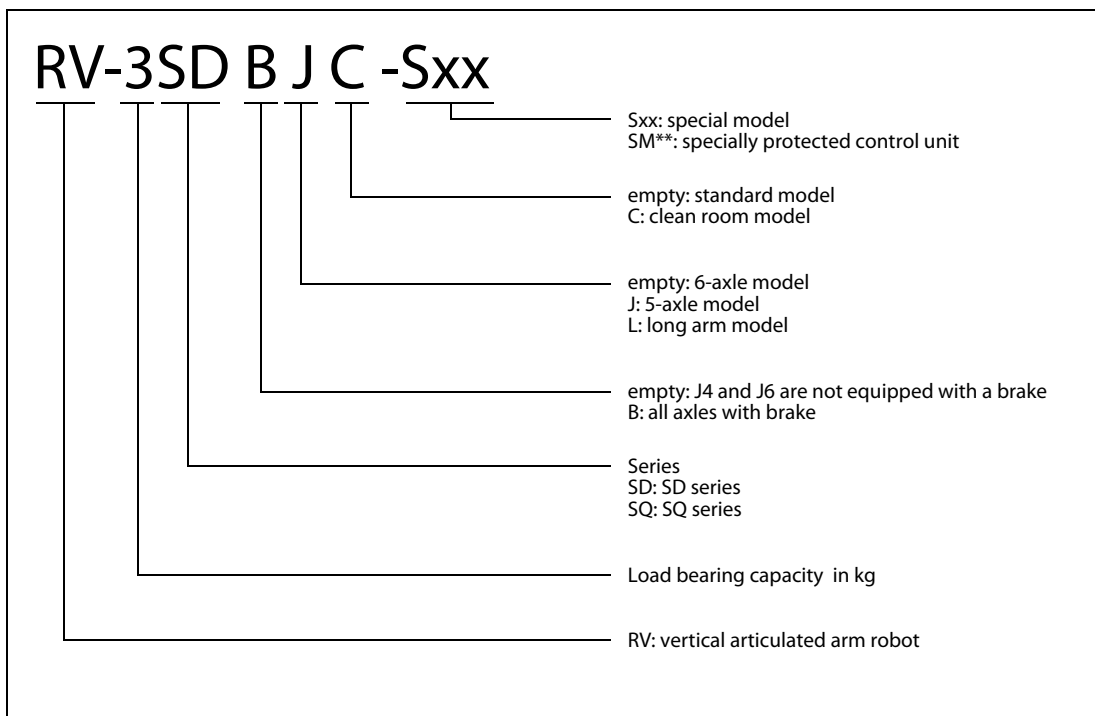 RV-3SD B J C -Sxx
Sxx: special model
SM**: specially protected control unit
empty: standard model
C: clean room model
empty: 6-axle model
J: 5-axle model
L: long arm model
empty: J4 and J6 are not equipped with a brake
B: all axles with brake
Series
SD: SD series
SQ: SQ series
Load bearing capacity in kg
RV: vertical articulated arm robot